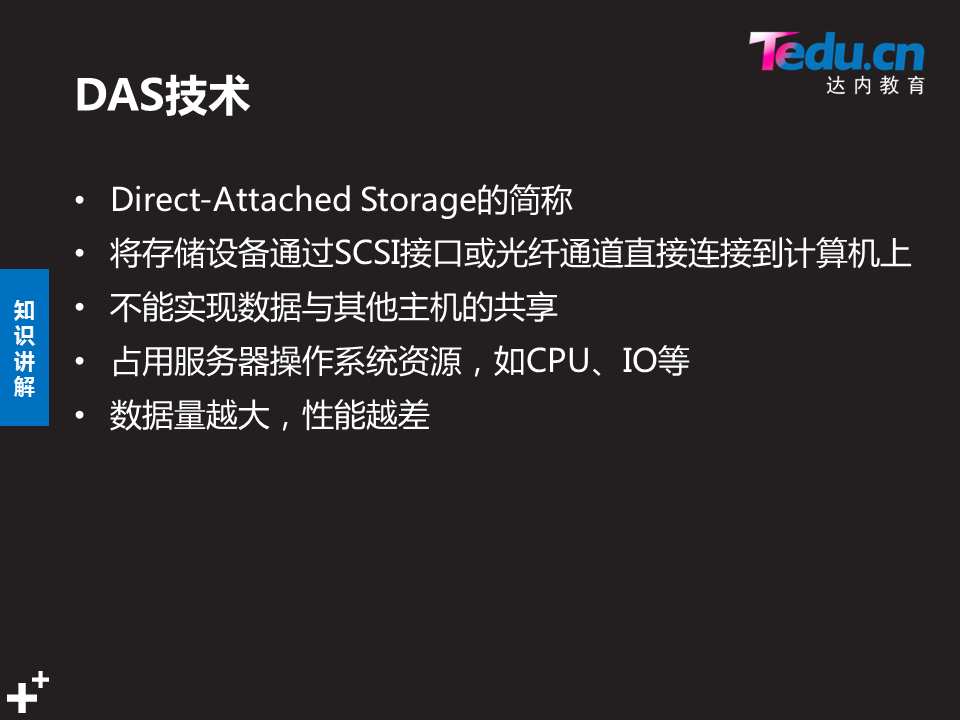 Tedu.cn
达内教育
DAS技术
• Direct-Attached Storage的简称
• 将存储设备通过SCSI接口或光纤通道直接连接到计算机上
• 不能实现数据与其他主机的共享
• 占用服务器操作系统资源，如CPU、IO等
• 数据量越大，性能越差
知识讲解